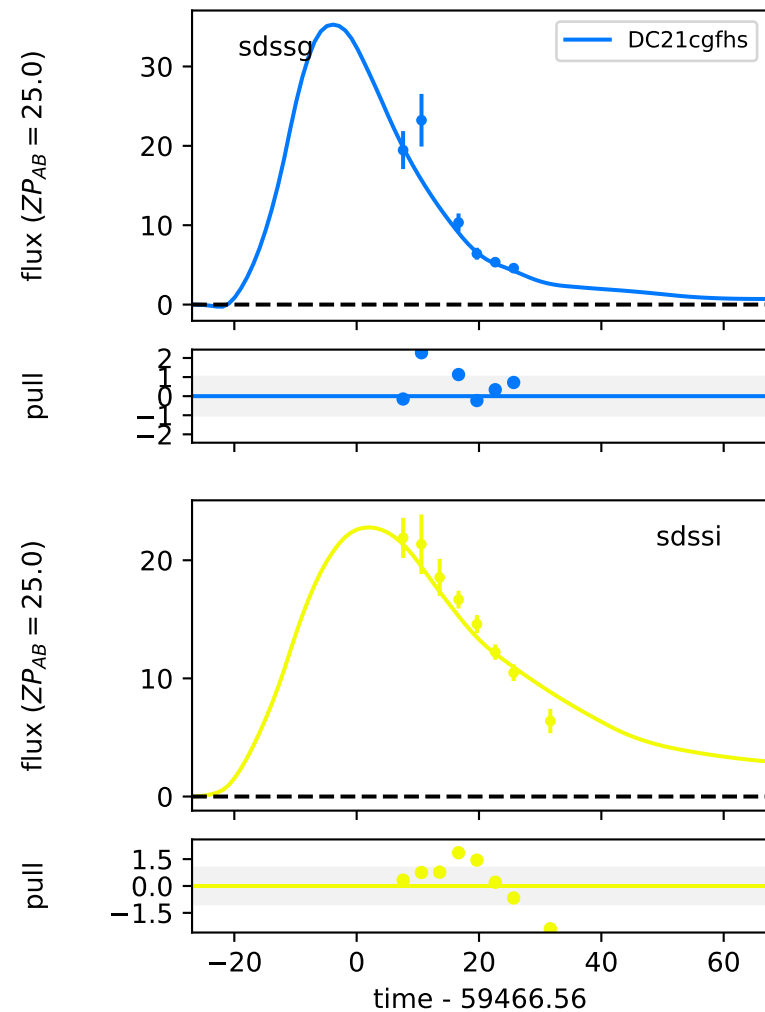 sdssg
DC21cgfhs
flux (ZP_AB = 25.0)
30
20
10
0
pull
2
1
0
−1
−2
sdssi
flux (ZP_AB = 25.0)
20
10
0
pull
1.5
0.0
−1.5
−20 0 20 40 60
time - 59466.56